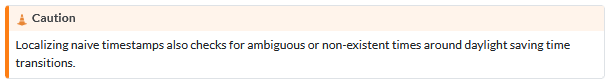 Caution
Localizing naive timestamps also checks for ambiguous or non-existent times around daylight saving time
transitions.